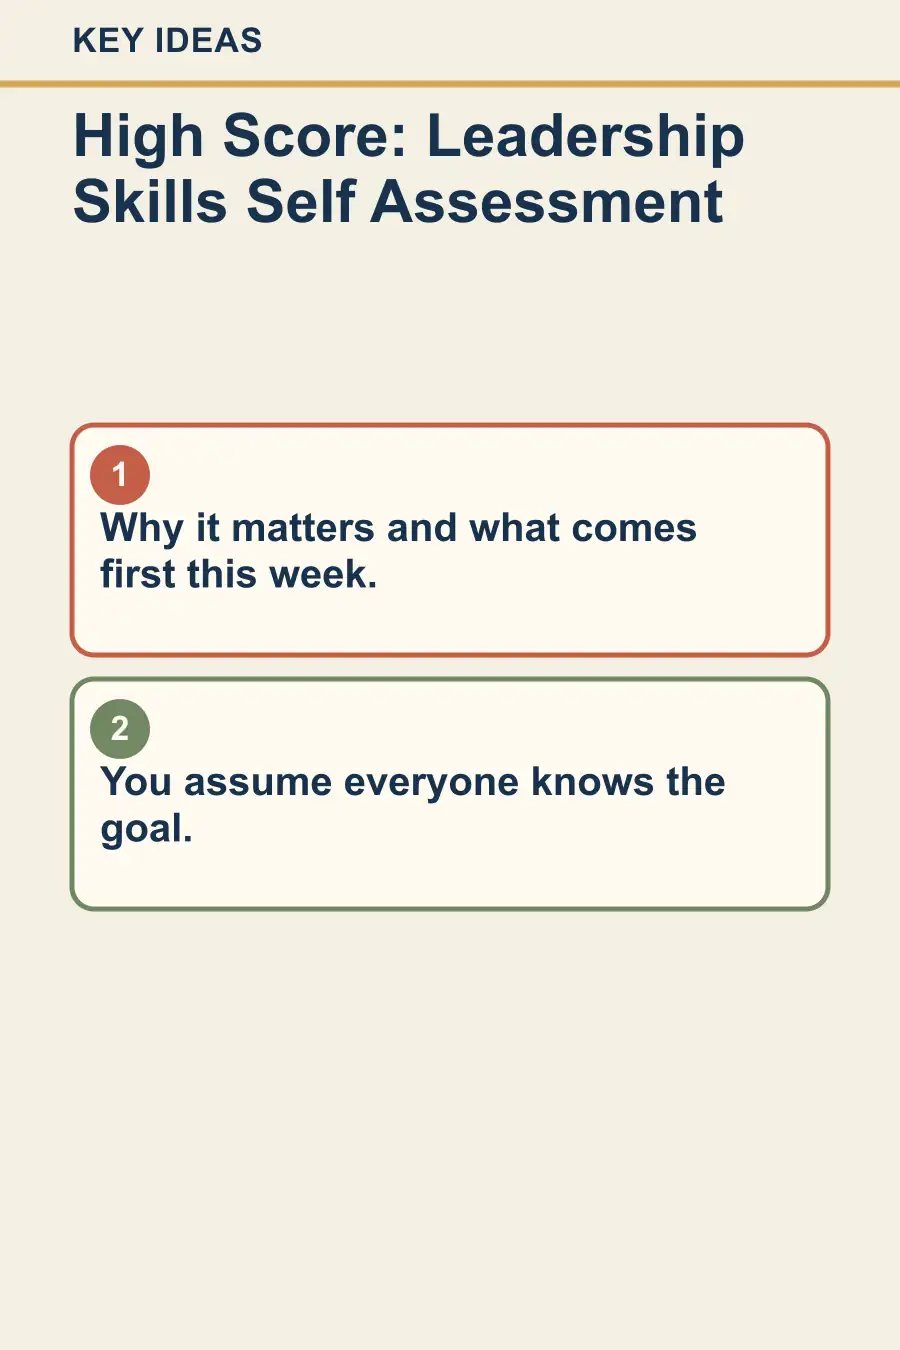 KEY IDEAS
High Score: Leadership
Skills Self Assessment
1
Why it matters and what comes
first this week.
2
You assume everyone knows the
goal.